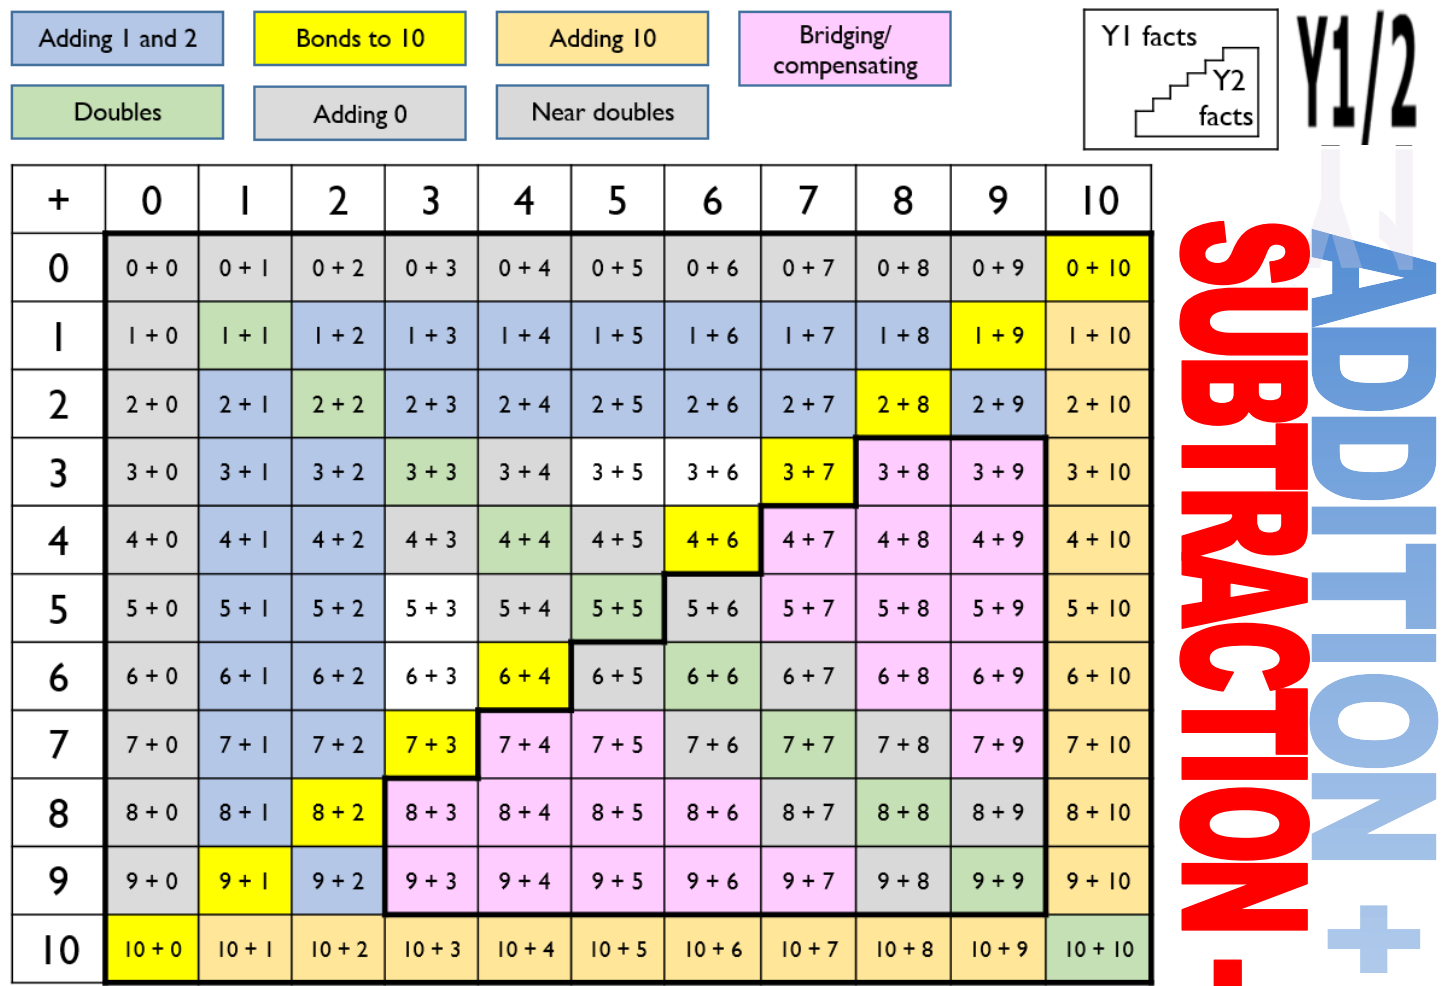 Adding 1 and 2
Bonds to 10
Adding 10
Bridging/
compensating
Doubles
Adding 0
Near doubles
Y1 facts
Y2
facts
Y1/2
+ 0 1 2 3 4 5 6 7 8 9 10
0 0 + 0 0 + 1 0 + 2 0 + 3 0 + 4 0 + 5 0 + 6 0 + 7 0 + 8 0 + 9 0 + 10
1 1 + 0 1 + 1 1 + 2 1 + 3 1 + 4 1 + 5 1 + 6 1 + 7 1 + 8 1 + 9 1 + 10
2 2 + 0 2 + 1 2 + 2 2 + 3 2 + 4 2 + 5 2 + 6 2 + 7 2 + 8 2 + 9 2 + 10
3 3 + 0 3 + 1 3 + 2 3 + 3 3 + 4 3 + 5 3 + 6 3 + 7 3 + 8 3 + 9 3 + 10
4 4 + 0 4 + 1 4 + 2 4 + 3 4 + 4 4 + 5 4 + 6 4 + 7 4 + 8 4 + 9 4 + 10
5 5 + 0 5 + 1 5 + 2 5 + 3 5 + 4 5 + 5 5 + 6 5 + 7 5 + 8 5 + 9 5 + 10
6 6 + 0 6 + 1 6 + 2 6 + 3 6 + 4 6 + 5 6 + 6 6 + 7 6 + 8 6 + 9 6 + 10
7 7 + 0 7 + 1 7 + 2 7 + 3 7 + 4 7 + 5 7 + 6 7 + 7 7 + 8 7 + 9 7 + 10
8 8 + 0 8 + 1 8 + 2 8 + 3 8 + 4 8 + 5 8 + 6 8 + 7 8 + 8 8 + 9 8 + 10
9 9 + 0 9 + 1 9 + 2 9 + 3 9 + 4 9 + 5 9 + 6 9 + 7 9 + 8 9 + 9 9 + 10
10 10 + 0 10 + 1 10 + 2 10 + 3 10 + 4 10 + 5 10 + 6 10 + 7 10 + 8 10 + 9 10 + 10
ADDITION +
SUBTRACTION -